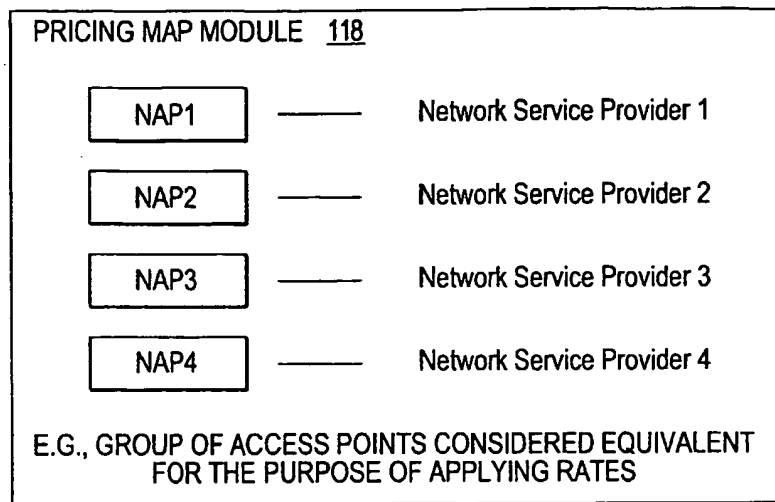 PRICING MAP MODULE 118
NAP1 Network Service Provider 1
NAP2 Network Service Provider 2
NAP3 Network Service Provider 3
NAP4 Network Service Provider 4
E.G., GROUP OF ACCESS POINTS CONSIDERED EQUIVALENT
FOR THE PURPOSE OF APPLYING RATES